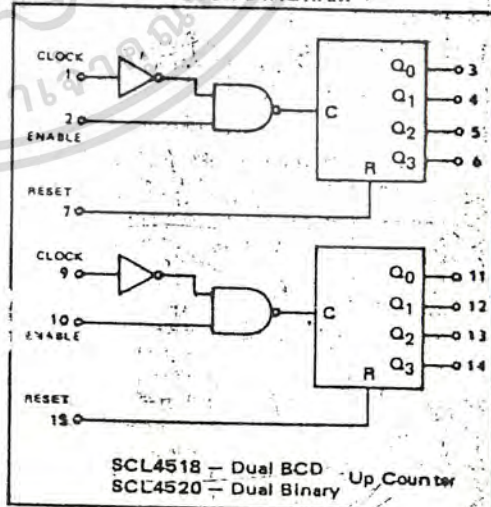 CLOCK
1
2
ENABLE
RESET
7
C
R
Q0
Q1
Q2
Q3
3
4
5
6
CLOCK
9
10
ENABLE
RESET
15
C
R
Q0
Q1
Q2
Q3
11
12
13
14
SCL4518 — Dual BCD
SCL4520 — Dual Binary
Up Counter